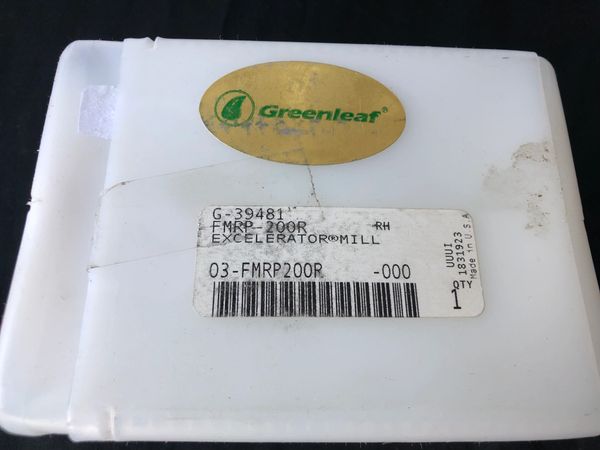 Greenleaf®
G-39481
FMRP-200R RH
EXCELERATOR®MILL
03-FMRP200R -000
UUUI
1831923
Made in U.S.A
QTY
1